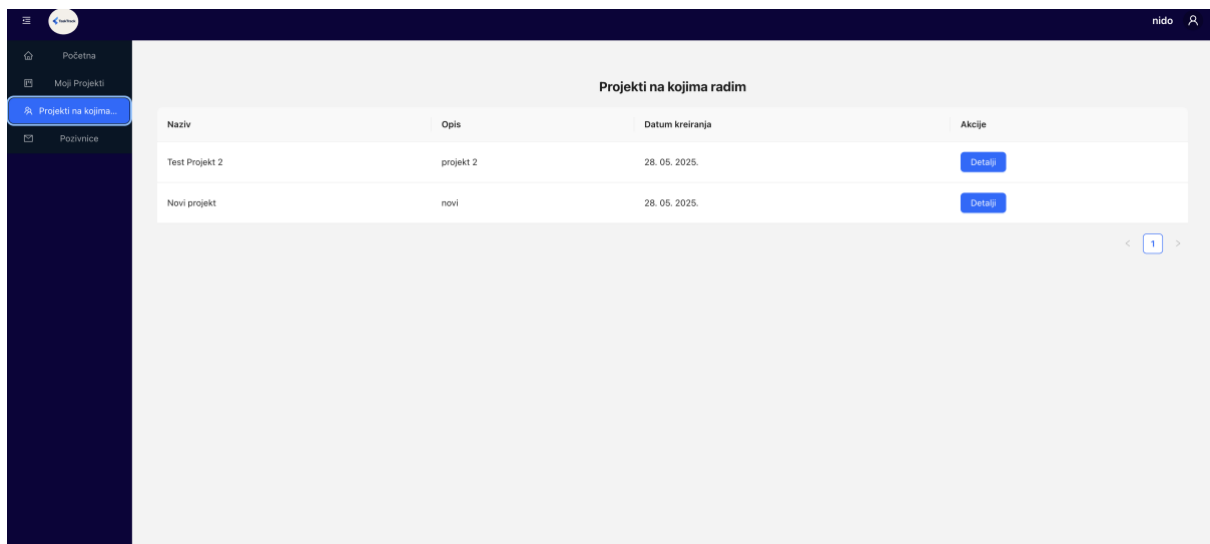 nido
Početna
Moji Projekti
Projekti na kojima...
Pozivnice
Projekti na kojima radim
Naziv Opis Datum kreiranja Akcije
Test Projekt 2 projekt 2 28. 05. 2025. Detalji
Novi projekt novi 28. 05. 2025. Detalji
< 1 >